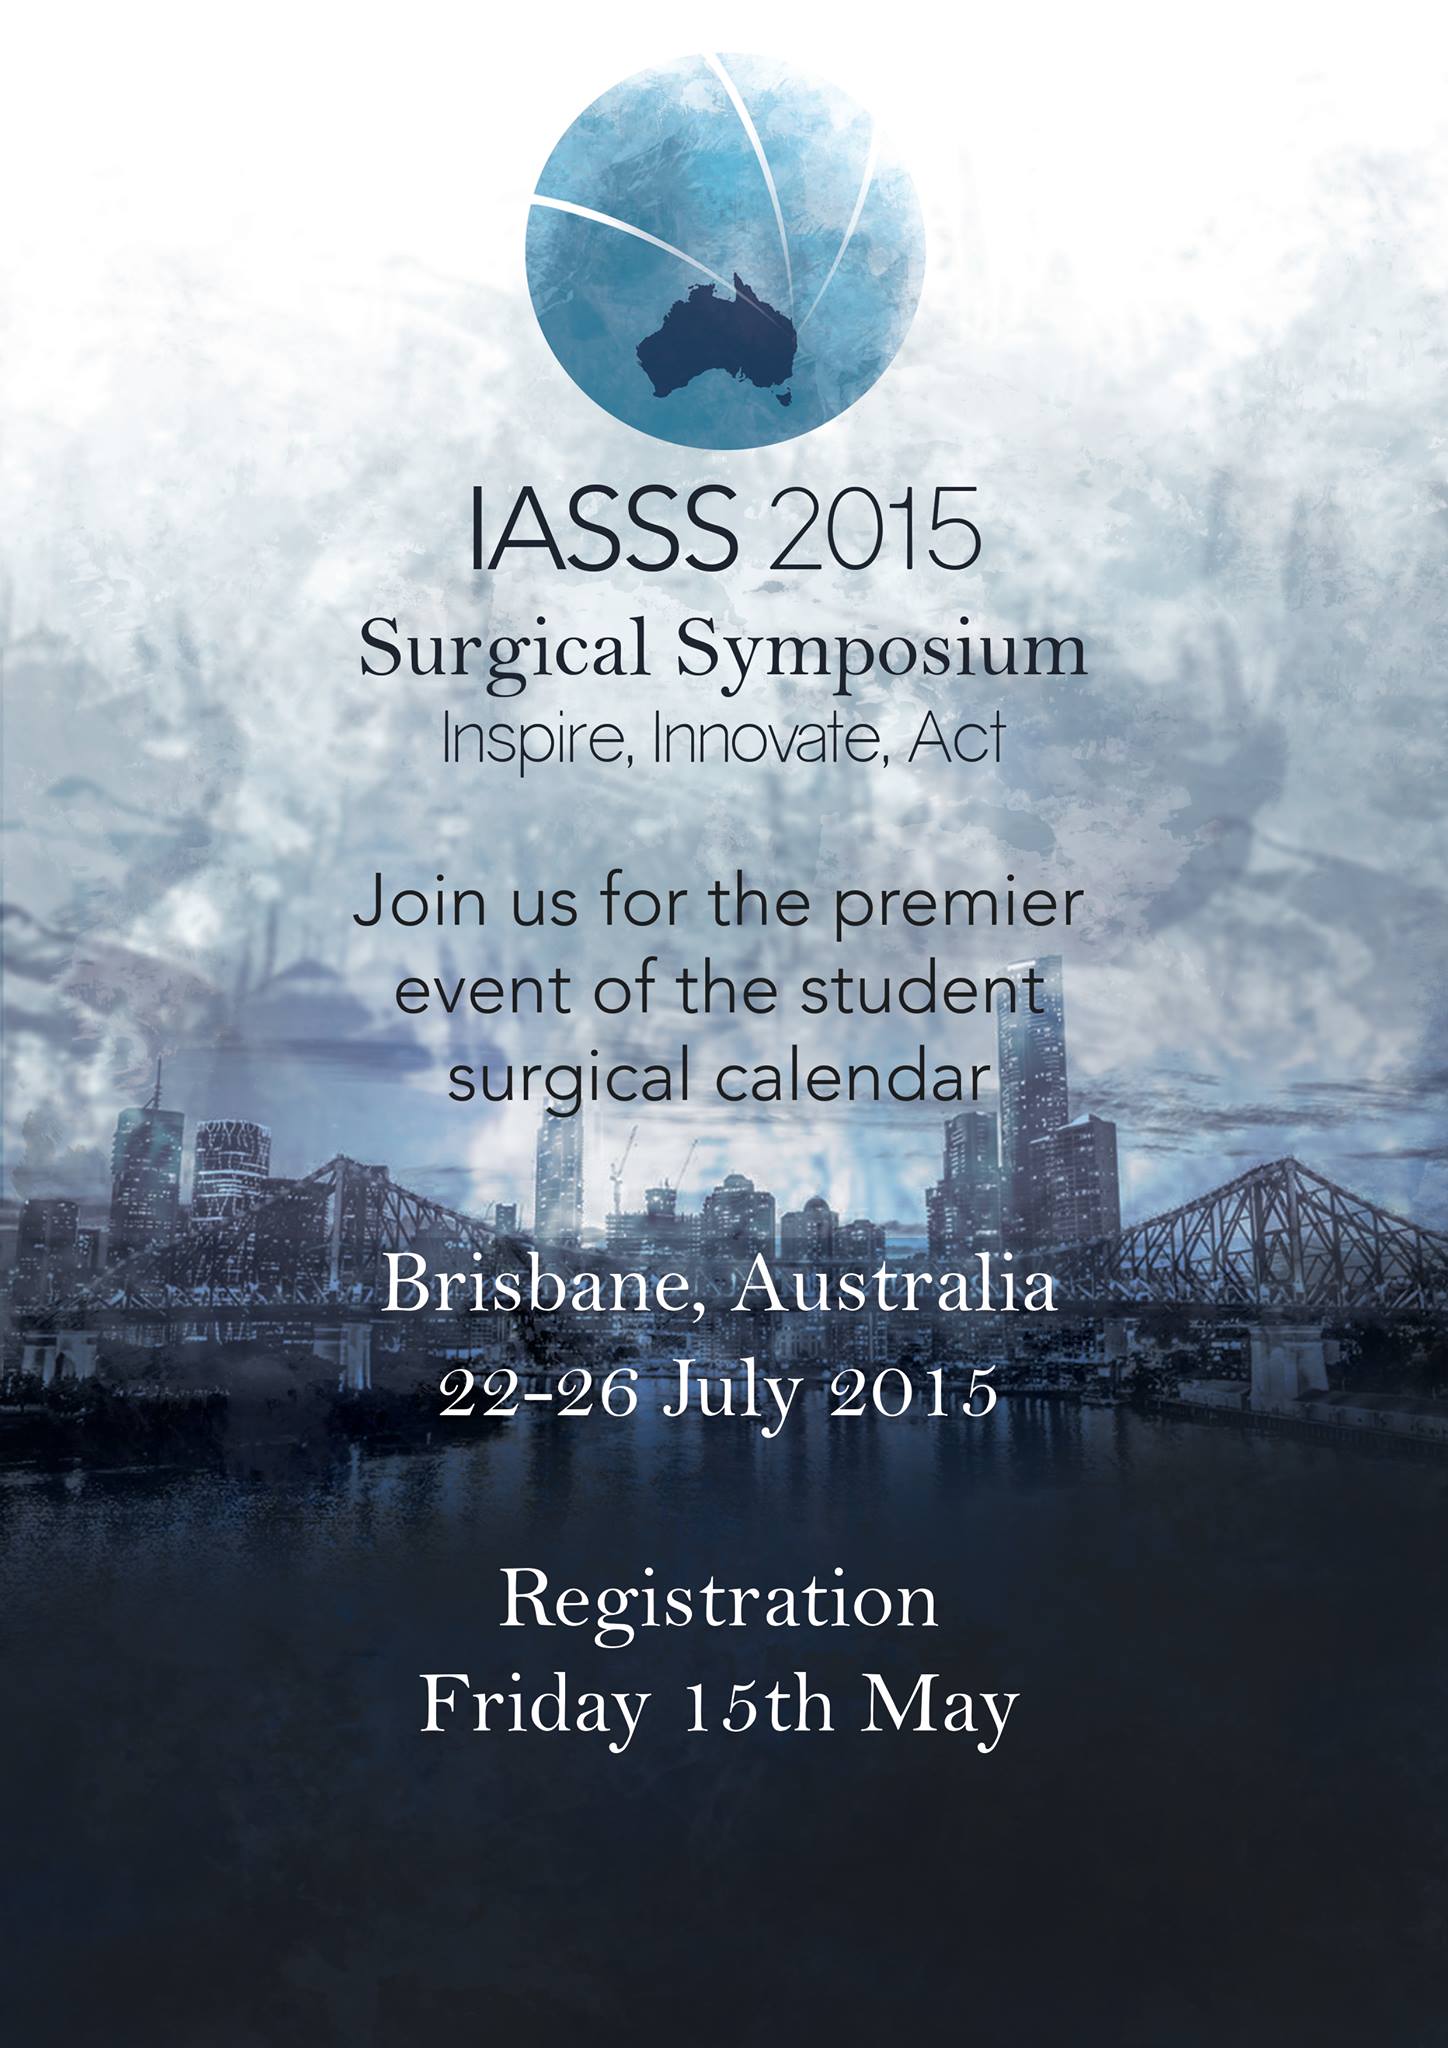 IASSS 2015
Surgical Symposium
Inspire, Innovate, Act
Join us for the premier
event of the student
surgical calendar
Brisbane, Australia
22-26 July 2015
Registration
Friday 15th May